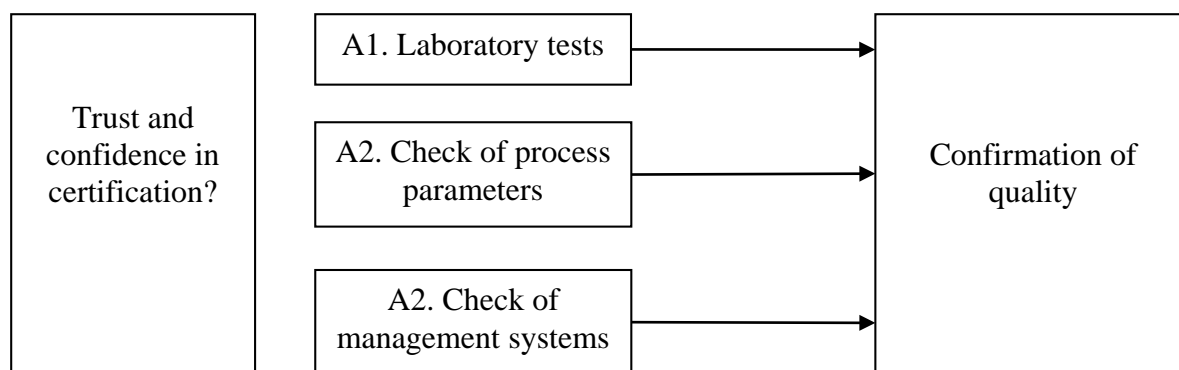 Trust and
confidence in
certification?
A1. Laboratory tests
A2. Check of process
parameters
A2. Check of
management systems
Confirmation of
quality